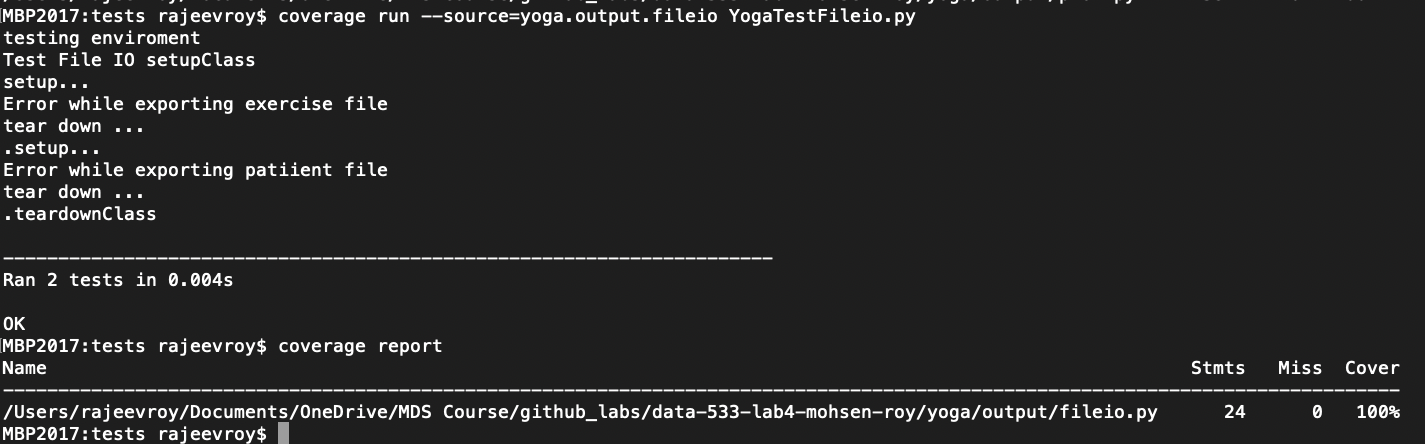 MBP2017:tests rajeevroy$ coverage run --source=yoga.output.fileio YogaTestFileio.py
testing enviroment
Test File IO setupClass
setup...
Error while exporting exercise file
tear down ...
.setup...
Error while exporting patiient file
tear down ...
.teardownClass

----------------------------------------------------------------------
Ran 2 tests in 0.004s

OK
MBP2017:tests rajeevroy$ coverage report
Name Stmts Miss Cover
----------------------------------------------------------------------
/Users/rajeevroy/Documents/OneDrive/MDS Course/github_labs/data-533-lab4-mohsen-roy/yoga/output/fileio.py 24 0 100%
MBP2017:tests rajeevroy$